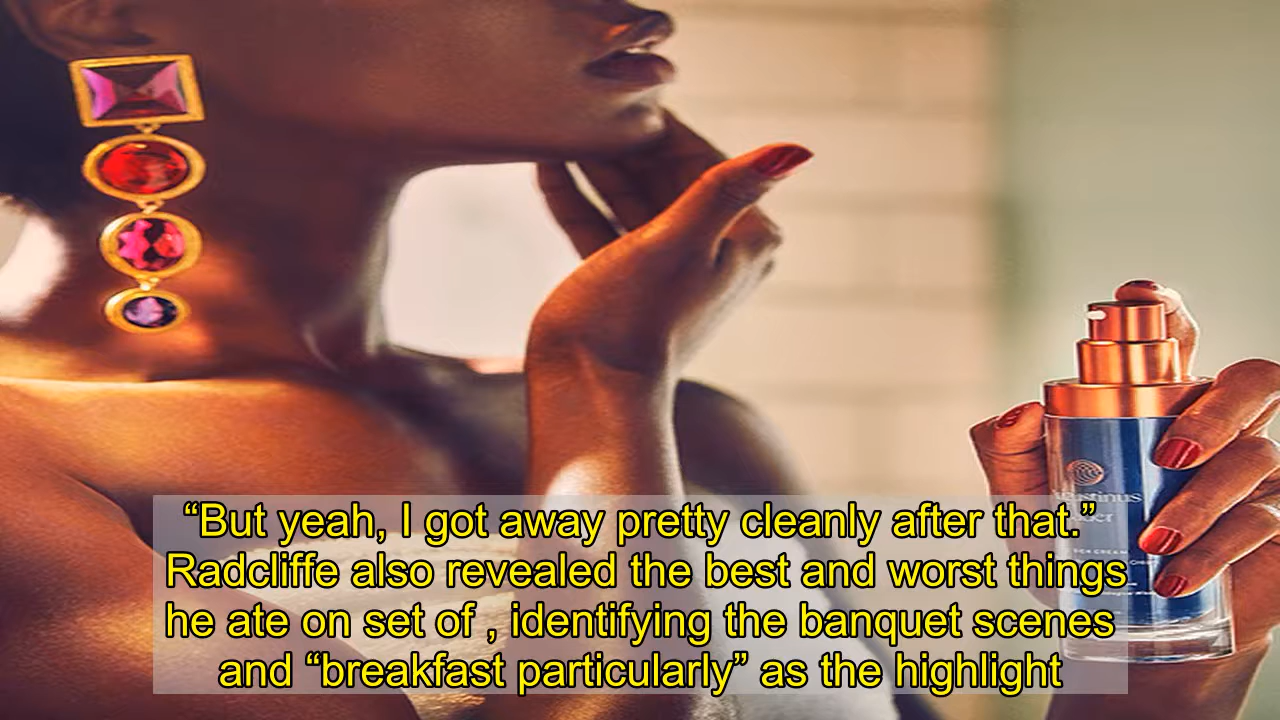 “But yeah, I got away pretty cleanly after that.”
Radcliffe also revealed the best and worst things
he ate on set of , identifying the banquet scenes
and “breakfast particularly” as the highlight